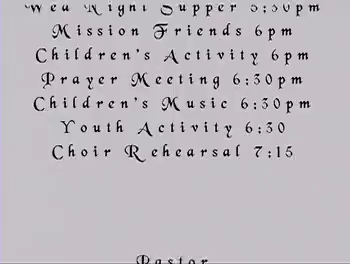 Wed Night Supper 5:30pm
Mission Friends 6pm
Children's Activity 6pm
Prayer Meeting 6:30pm
Children's Music 6:30pm
Youth Activity 6:30
Choir Rehearsal 7:15
Pastor